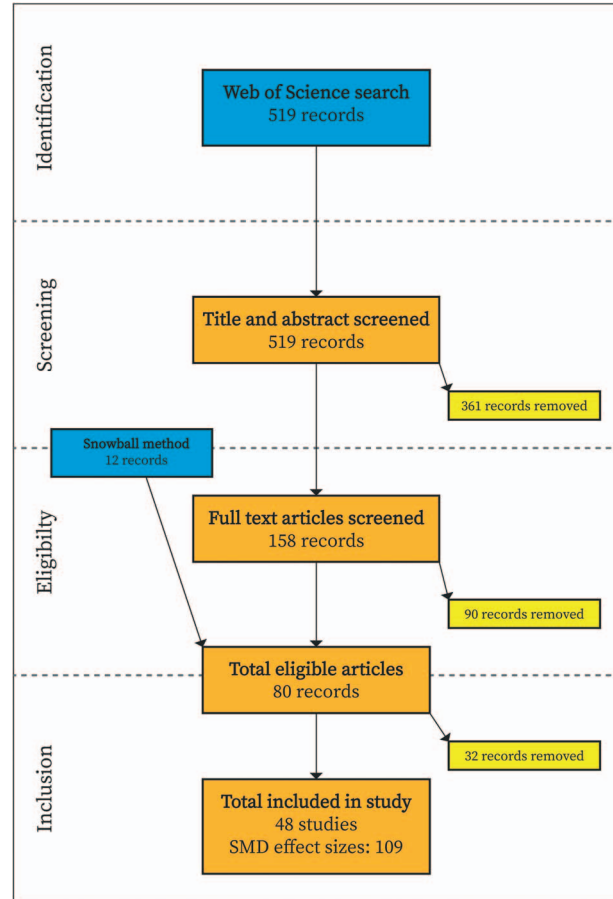 Identification
Web of Science search
519 records
Screening
Title and abstract screened
519 records
361 records removed
Snowball method
12 records
Eligibilty
Full text articles screened
158 records
90 records removed
Total eligible articles
80 records
32 records removed
Inclusion
Total included in study
48 studies
SMD effect sizes: 109